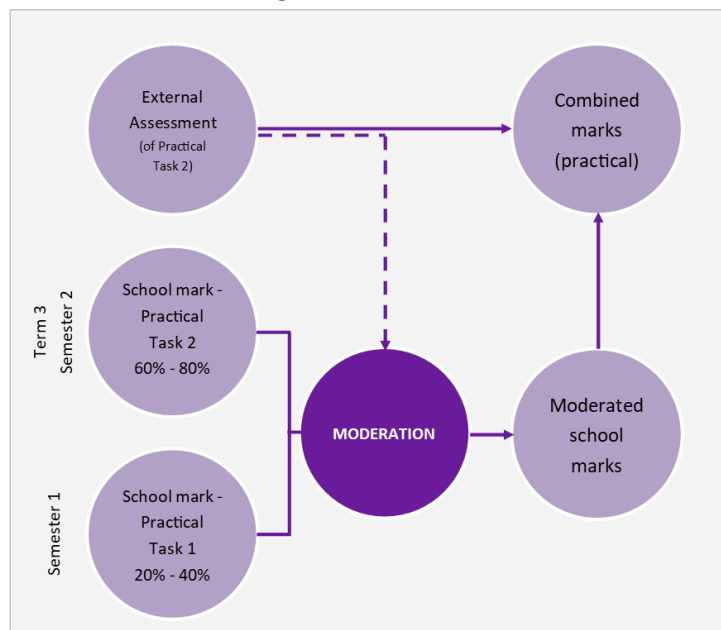 External
Assessment
(of Practical
Task 2)
Combined
marks
(practical)
Term 3
Semester 2
School mark -
Practical
Task 2
60% - 80%
MODERATION
Moderated
school
marks
Semester 1
School mark -
Practical
Task 1
20% - 40%